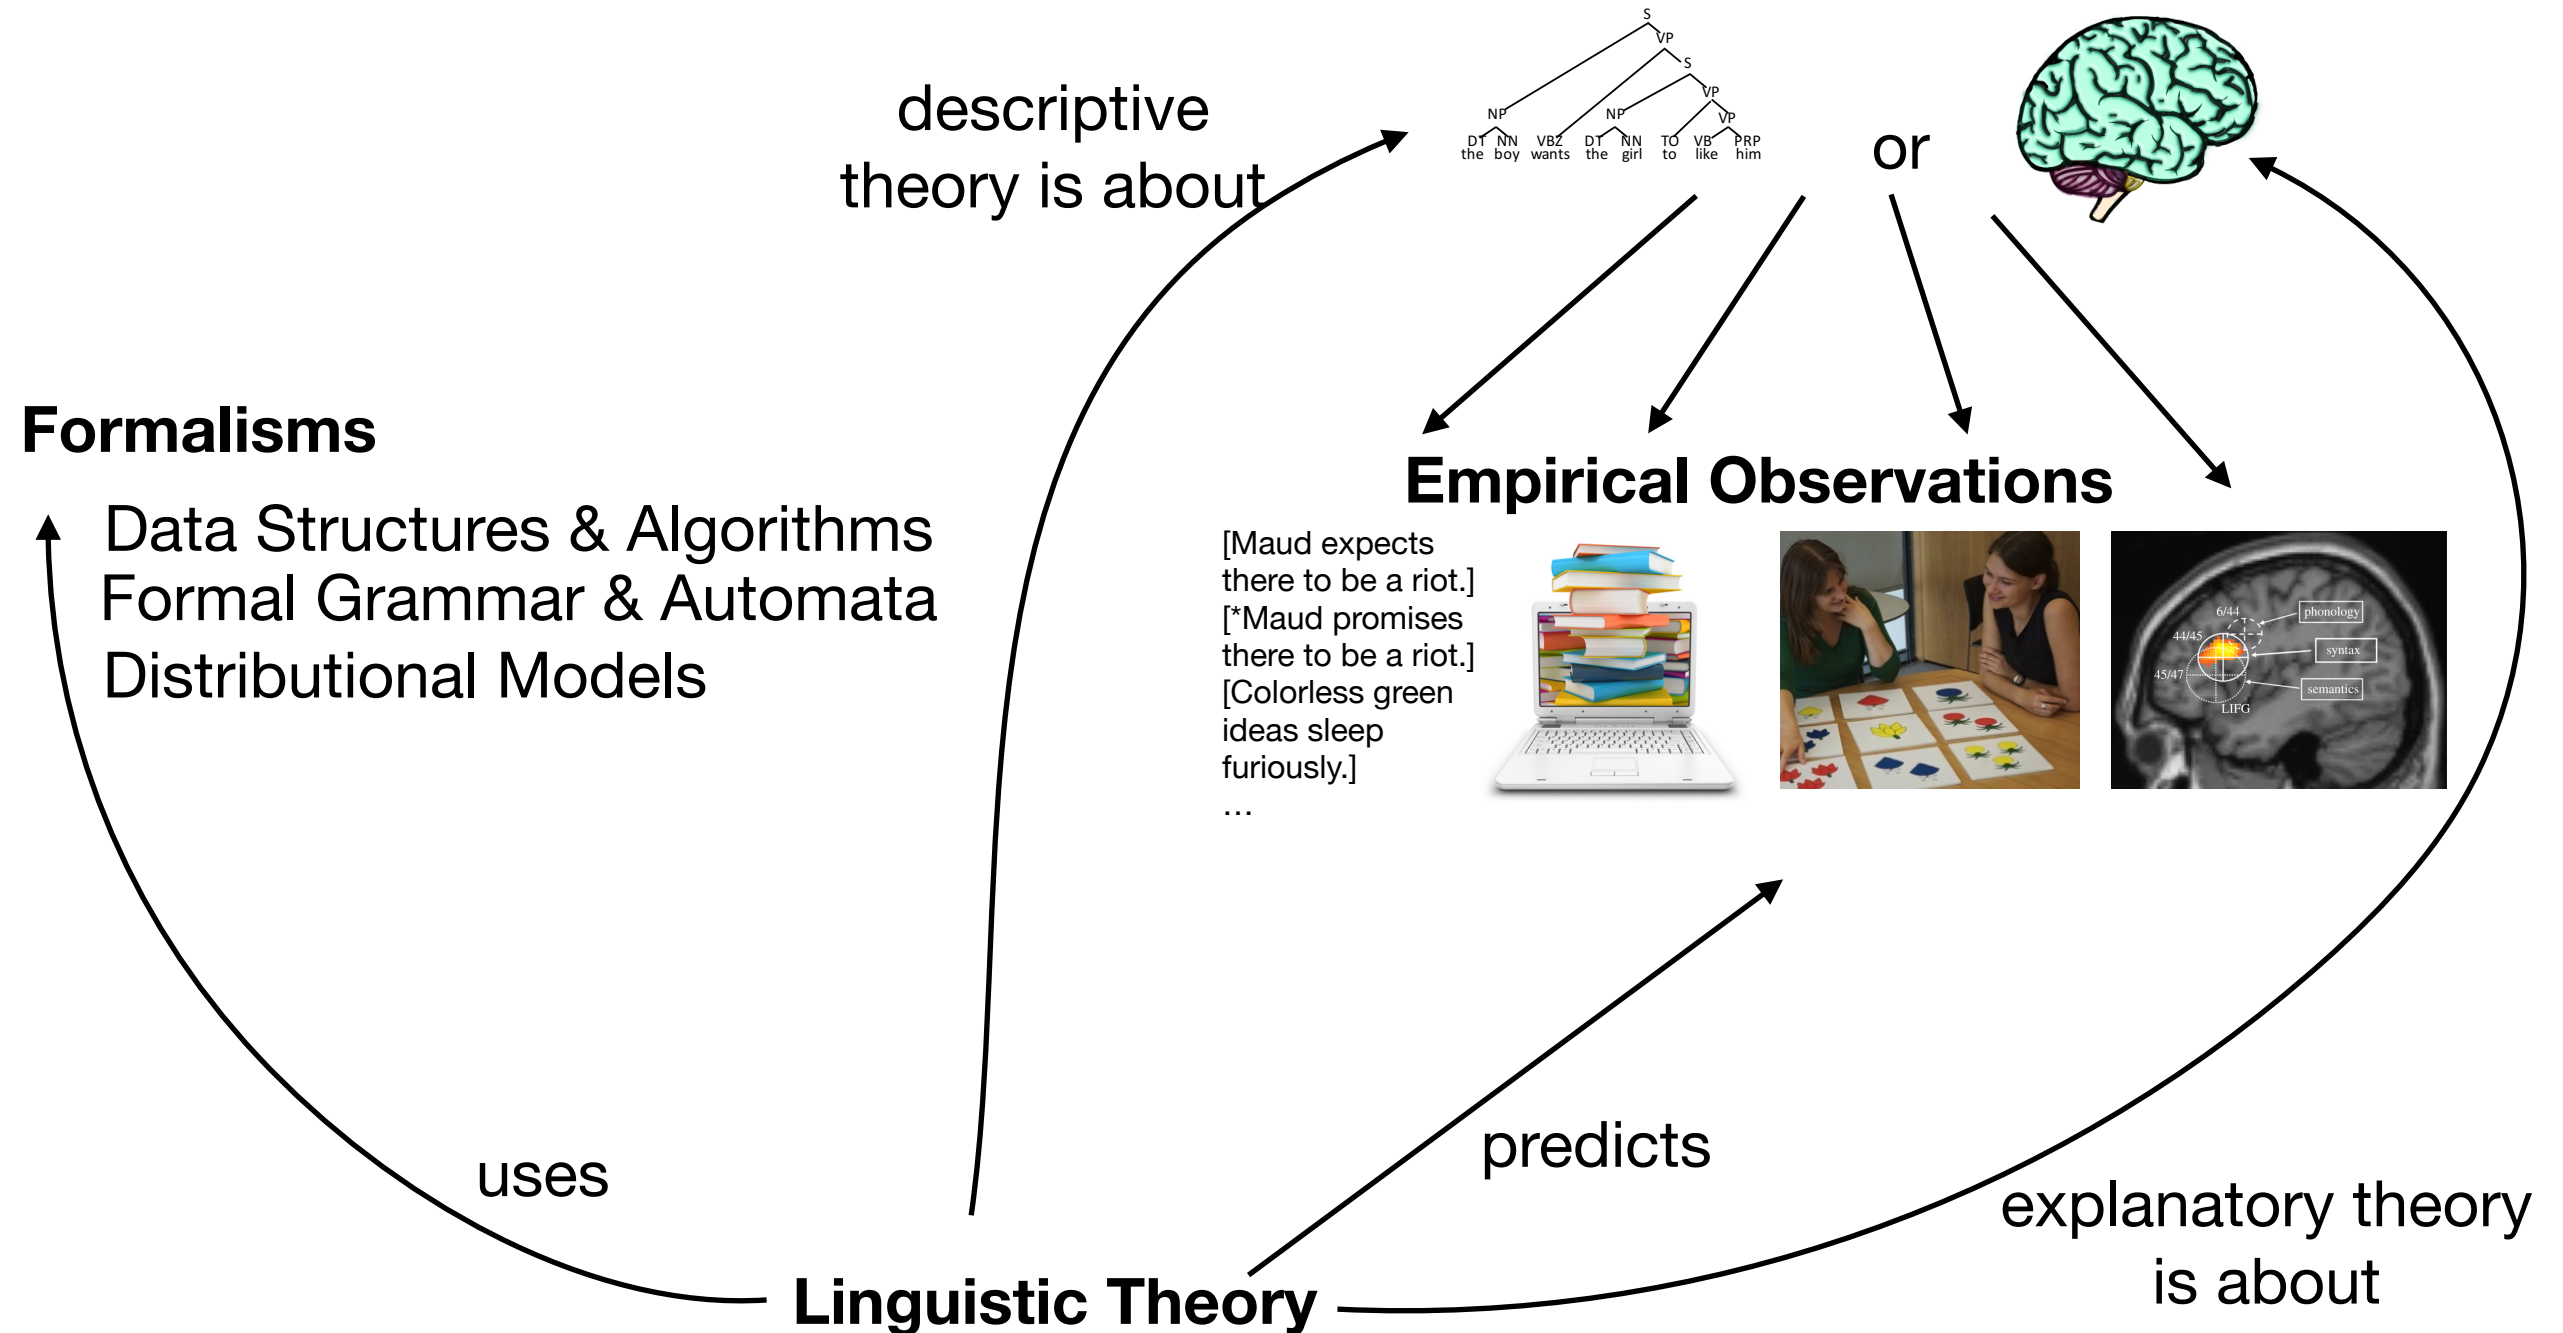 S
VP
S
VP
NP NP VP
DT NN VBZ DT NN TO VB PRP
the boy wants the girl to like him
or
descriptive
theory is about
Formalisms
Data Structures & Algorithms
Formal Grammar & Automata
Distributional Models
Empirical Observations
[Maud expects
there to be a riot.]
[*Maud promises
there to be a riot.]
[Colorless green
ideas sleep
furiously.]
…
6/44
phonology
44/45
syntax
45/47
semantics
LIFG
uses
predicts
explanatory theory
is about
Linguistic Theory